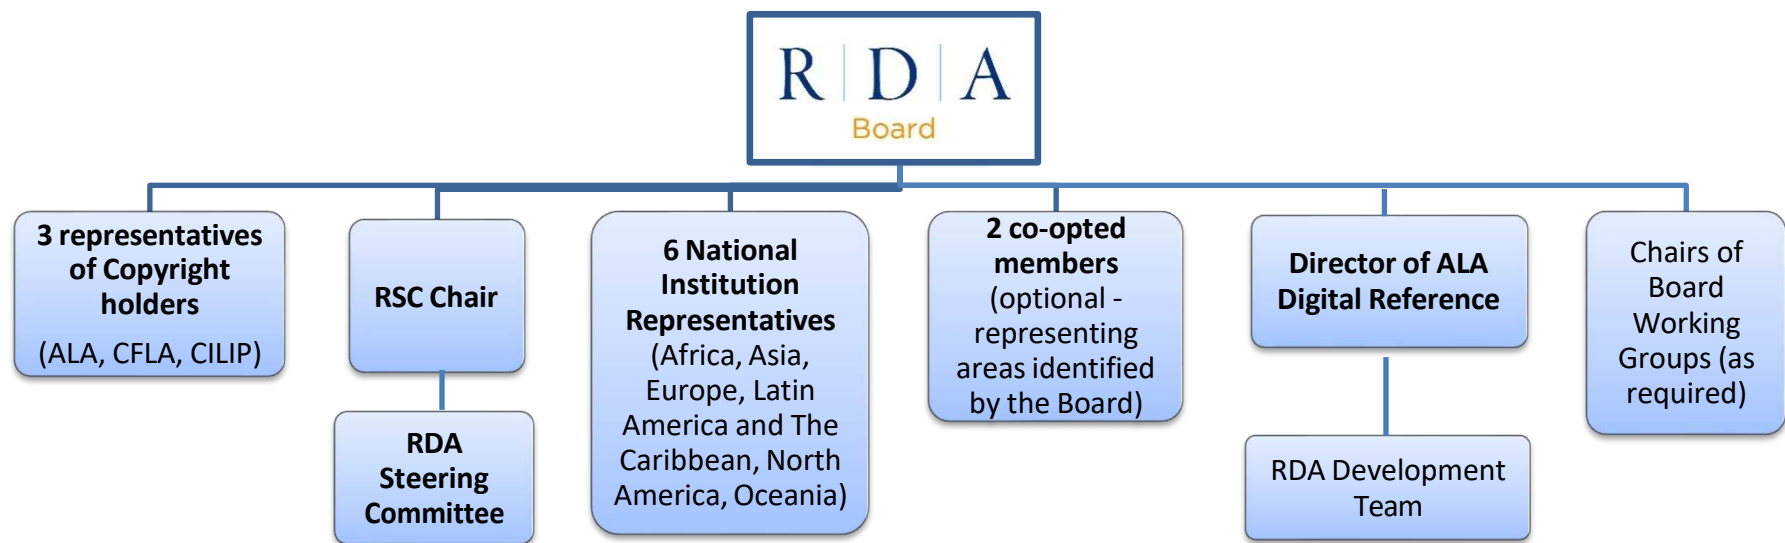 R | D | A
Board
3 representatives
of Copyright
holders
(ALA, CFLA, CILIP)
RSC Chair
RDA
Steering
Committee
6 National
Institution
Representatives
(Africa, Asia,
Europe, Latin
America and The
Caribbean, North
America, Oceania)
2 co-opted
members
(optional -
representing
areas identified
by the Board)
Director of ALA
Digital Reference
RDA Development
Team
Chairs of
Board
Working
Groups (as
required)